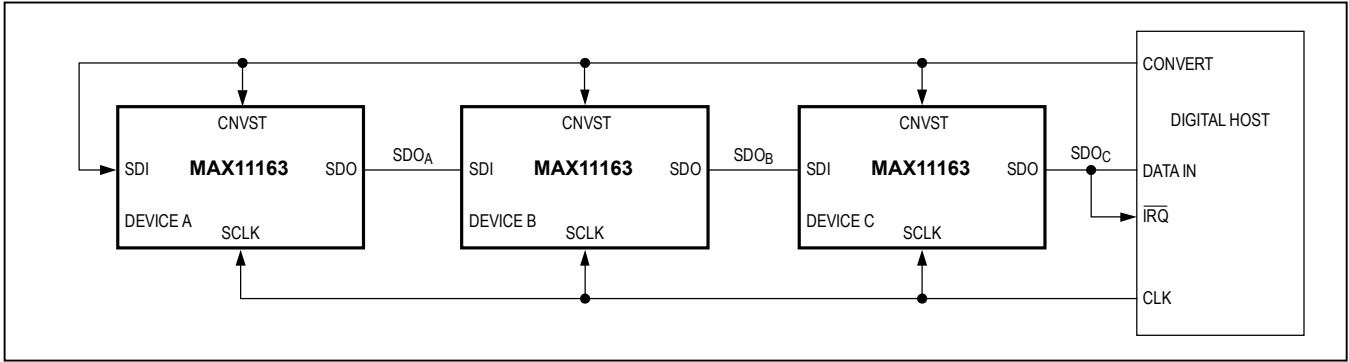 CONVERT
DIGITAL HOST
CNVST
SDI MAX11163 SDO
DEVICE A
SCLK
SDOA
CNVST
SDI MAX11163 SDO
DEVICE B
SCLK
SDOB
CNVST
SDI MAX11163 SDO
DEVICE C
SCLK
SDOC
DATA IN
IRQ
CLK